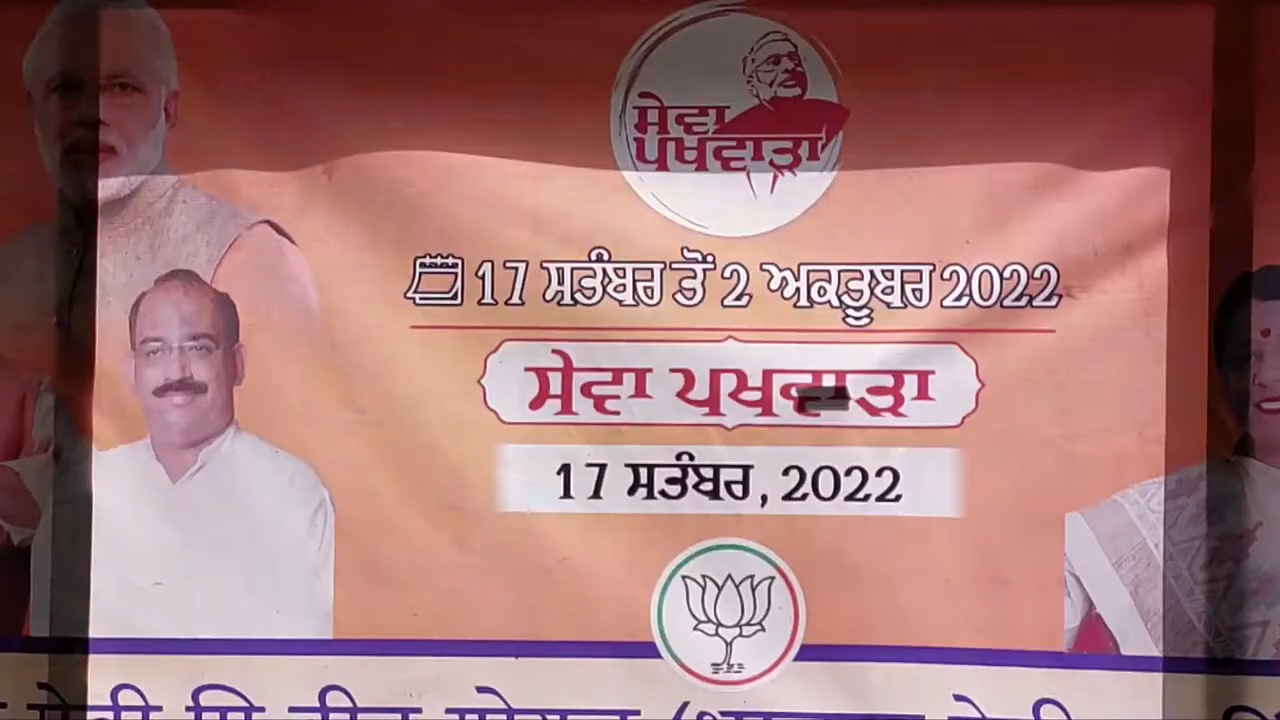 ਸੇਵਾ
ਪਖਵਾੜਾ
17 ਸਤੰਬਰ ਤੋਂ 2 ਅਕਤੂਬਰ 2022
ਸੇਵਾ ਪਖਵਾੜਾ
17 ਸਤੰਬਰ, 2022